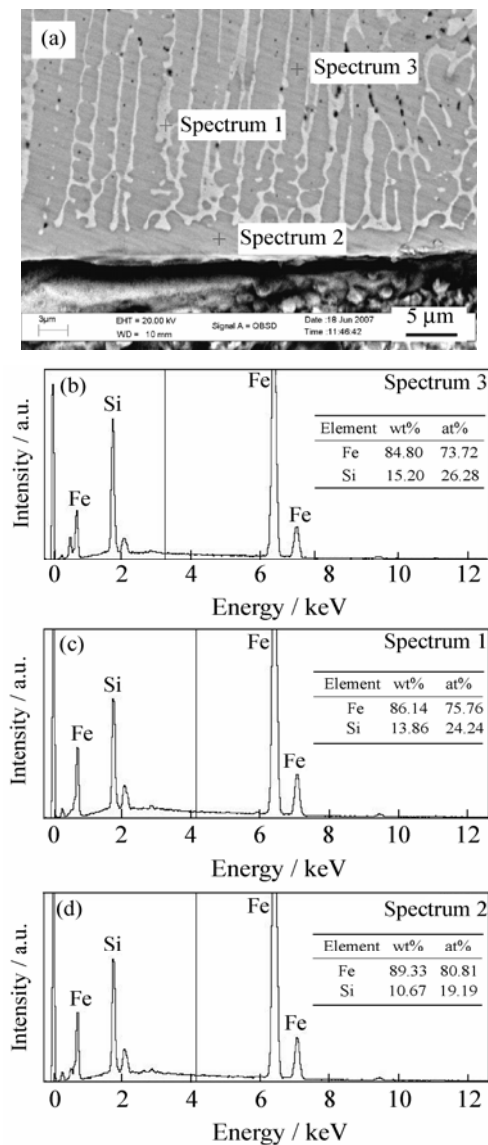 (a)
Spectrum 3
Spectrum 1
Spectrum 2
3μm
EHT = 20.00 kV
WD = 10 mm
Signal A = OBSD
Date :18 Jun 2007
Time :11:46:42
5 μm
(b)
Fe
Spectrum 3
Si
Element wt% at%
Fe 84.80 73.72
Si 15.20 26.28
Fe
Fe
Intensity / a.u.
0 2 4 6 8 10 12
Energy / keV
(c)
Fe
Spectrum 1
Si
Element wt% at%
Fe 86.14 75.76
Si 13.86 24.24
Fe
Fe
Intensity / a.u.
0 2 4 6 8 10 12
Energy / keV
(d)
Fe
Spectrum 2
Si
Element wt% at%
Fe 89.33 80.81
Si 10.67 19.19
Fe
Fe
Intensity / a.u.
0 2 4 6 8 10 12
Energy / keV